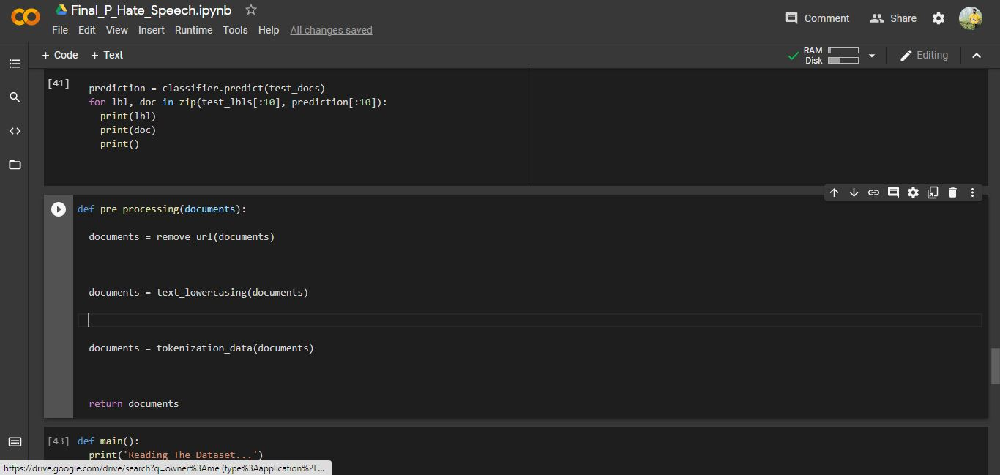 Final_P_Hate_Speech.ipynb
Comment
Share
File Edit View Insert Runtime Tools Help All changes saved
+ Code + Text
RAM
Disk
Editing
[41]
prediction = classifier.predict(test_docs)
for lbl, doc in zip(test_lbls[:10], prediction[:10]):
print(lbl)
print(doc)
print()
def pre_processing(documents):
documents = remove_url(documents)
documents = text_lowercasing(documents)
documents = tokenization_data(documents)
return documents
[43] def main():
print('Reading The Dataset...')
https://drive.google.com/drive/search?q=owner%3Ame (type%3Aapplication%2F...